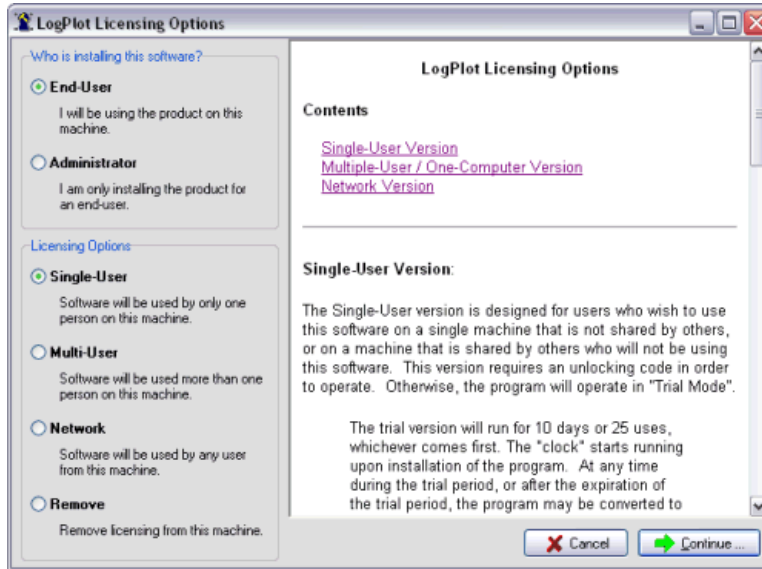 LogPlot Licensing Options
Who is installing this software?
End-User
I will be using the product on this
machine.
Administrator
I am only installing the product for
an end-user.
Licensing Options
Single-User
Software will be used by only one
person on this machine.
Multi-User
Software will be used more than one
person on this machine.
Network
Software will be used by any user
from this machine.
Remove
Remove licensing from this machine.
LogPlot Licensing Options
Contents
Single-User Version
Multiple-User / One-Computer Version
Network Version
Single-User Version:
The Single-User version is designed for users who wish to use
this software on a single machine that is not shared by others,
or on a machine that is shared by others who will not be using
this software. This version requires an unlocking code in order
to operate. Otherwise, the program will operate in "Trial Mode".
The trial version will run for 10 days or 25 uses,
whichever comes first. The "clock" starts running
upon installation of the program. At any time
during the trial period, or after the expiration of
the trial period, the program may be converted to
Cancel
Continue ...